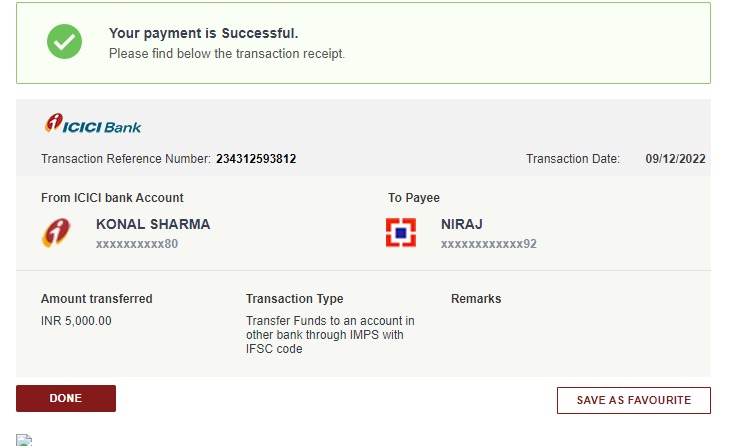 Your payment is Successful.
Please find below the transaction receipt.
ICICI Bank
Transaction Reference Number: 234312593812
Transaction Date: 09/12/2022
From ICICI bank Account
To Payee
KONAL SHARMA
NIRAJ
xxxxxxxxxx80
xxxxxxxxxxxx92
Amount transferred
Transaction Type
Remarks
INR 5,000.00
Transfer Funds to an account in
other bank through IMPS with
IFSC code
DONE
SAVE AS FAVOURITE